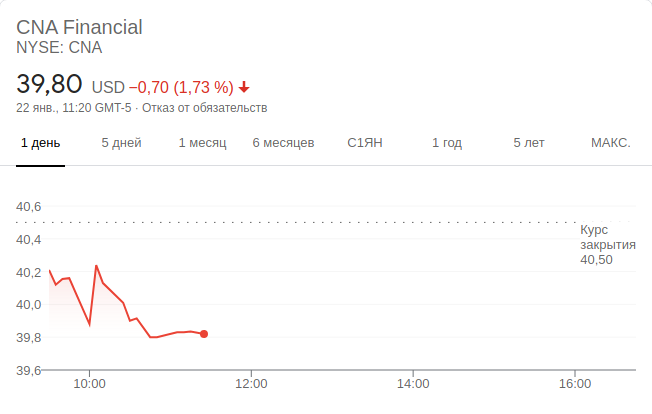 CNA Financial
NYSE: CNA
39,80 USD −0,70 (1,73 %)
22 янв., 11:20 GMT-5 · Отказ от обязательств
1 день 5 дней 1 месяц 6 месяцев С1ЯН 1 год 5 лет МАКС.
40,6
Курс
закрытия
40,50
40,4
40,2
40,0
39,8
39,6
10:00 12:00 14:00 16:00